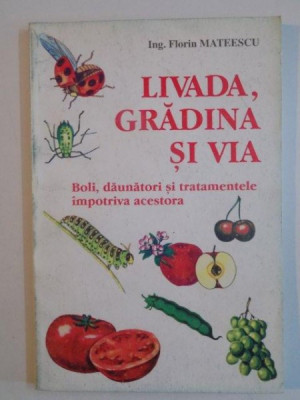 Ing. Florin MATEESCU
LIVADA,
GRĂDINA
ȘI VIA
Boli, dăunători și tratamentele
împotriva acestora